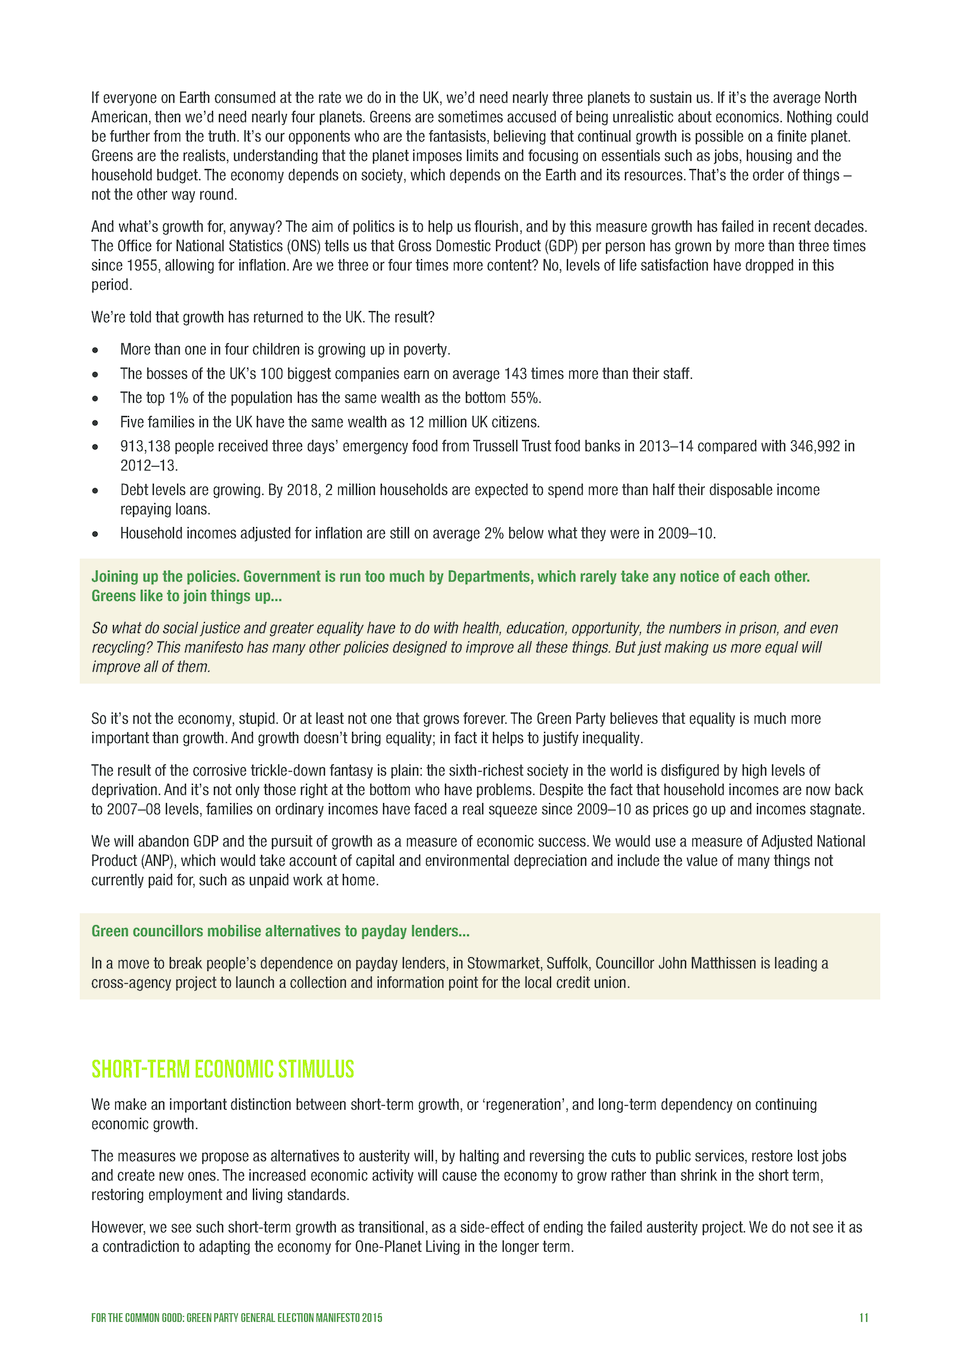 If everyone on Earth consumed at the rate we do in the UK, we’d need nearly three planets to sustain us. If it’s the average North
American, then we’d need nearly four planets. Greens are sometimes accused of being unrealistic about economics. Nothing could
be further from the truth. It’s our opponents who are the fantasists, believing that continual growth is possible on a finite planet.
Greens are the realists, understanding that the planet imposes limits and focusing on essentials such as jobs, housing and the
household budget. The economy depends on society, which depends on the Earth and its resources. That’s the order of things –
not the other way round.
And what’s growth for, anyway? The aim of politics is to help us flourish, and by this measure growth has failed in recent decades.
The Office for National Statistics (ONS) tells us that Gross Domestic Product (GDP) per person has grown by more than three times
since 1955, allowing for inflation. Are we three or four times more content? No, levels of life satisfaction have dropped in this
period.
We’re told that growth has returned to the UK. The result?
• More than one in four children is growing up in poverty.
• The bosses of the UK’s 100 biggest companies earn on average 143 times more than their staff.
• The top 1% of the population has the same wealth as the bottom 55%.
• Five families in the UK have the same wealth as 12 million UK citizens.
• 913,138 people received three days’ emergency food from Trussell Trust food banks in 2013–14 compared with 346,992 in
2012–13.
• Debt levels are growing. By 2018, 2 million households are expected to spend more than half their disposable income
repaying loans.
• Household incomes adjusted for inflation are still on average 2% below what they were in 2009–10.
Joining up the policies. Government is run too much by Departments, which rarely take any notice of each other.
Greens like to join things up...
So what do social justice and greater equality have to do with health, education, opportunity, the numbers in prison, and even
recycling? This manifesto has many other policies designed to improve all these things. But just making us more equal will
improve all of them.
So it’s not the economy, stupid. Or at least not one that grows forever. The Green Party believes that equality is much more
important than growth. And growth doesn’t bring equality; in fact it helps to justify inequality.
The result of the corrosive trickle-down fantasy is plain: the sixth-richest society in the world is disfigured by high levels of
deprivation. And it’s not only those right at the bottom who have problems. Despite the fact that household incomes are now back
to 2007–08 levels, families on ordinary incomes have faced a real squeeze since 2009–10 as prices go up and incomes stagnate.
We will abandon GDP and the pursuit of growth as a measure of economic success. We would use a measure of Adjusted National
Product (ANP), which would take account of capital and environmental depreciation and include the value of many things not
currently paid for, such as unpaid work at home.
Green councillors mobilise alternatives to payday lenders...
In a move to break people’s dependence on payday lenders, in Stowmarket, Suffolk, Councillor John Matthissen is leading a
cross-agency project to launch a collection and information point for the local credit union.
SHORT-TERM ECONOMIC STIMULUS
We make an important distinction between short-term growth, or ‘regeneration’, and long-term dependency on continuing
economic growth.
The measures we propose as alternatives to austerity will, by halting and reversing the cuts to public services, restore lost jobs
and create new ones. The increased economic activity will cause the economy to grow rather than shrink in the short term,
restoring employment and living standards.
However, we see such short-term growth as transitional, as a side-effect of ending the failed austerity project. We do not see it as
a contradiction to adapting the economy for One-Planet Living in the longer term.
FOR THE COMMON GOOD: GREEN PARTY GENERAL ELECTION MANIFESTO 2015 11